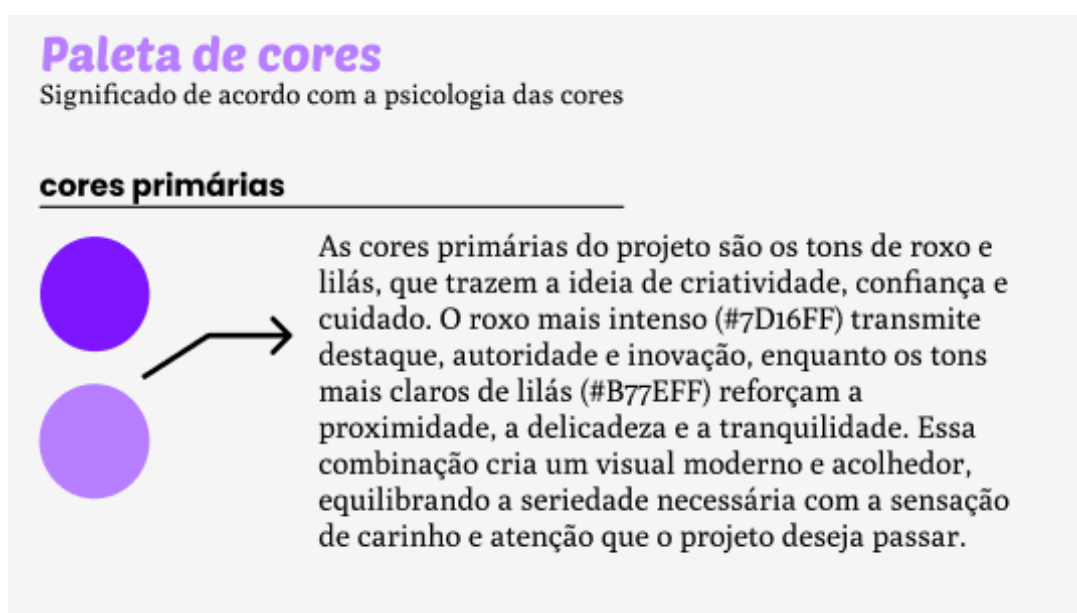 Paleta de cores
Significado de acordo com a psicologia das cores
cores primárias
As cores primárias do projeto são os tons de roxo e
lilás, que trazem a ideia de criatividade, confiança e
cuidado. O roxo mais intenso (#7D16FF) transmite
destaque, autoridade e inovação, enquanto os tons
mais claros de lilás (#B77EFF) reforçam a
proximidade, a delicadeza e a tranquilidade. Essa
combinação cria um visual moderno e acolhedor,
equilibrando a seriedade necessária com a sensação
de carinho e atenção que o projeto deseja passar.